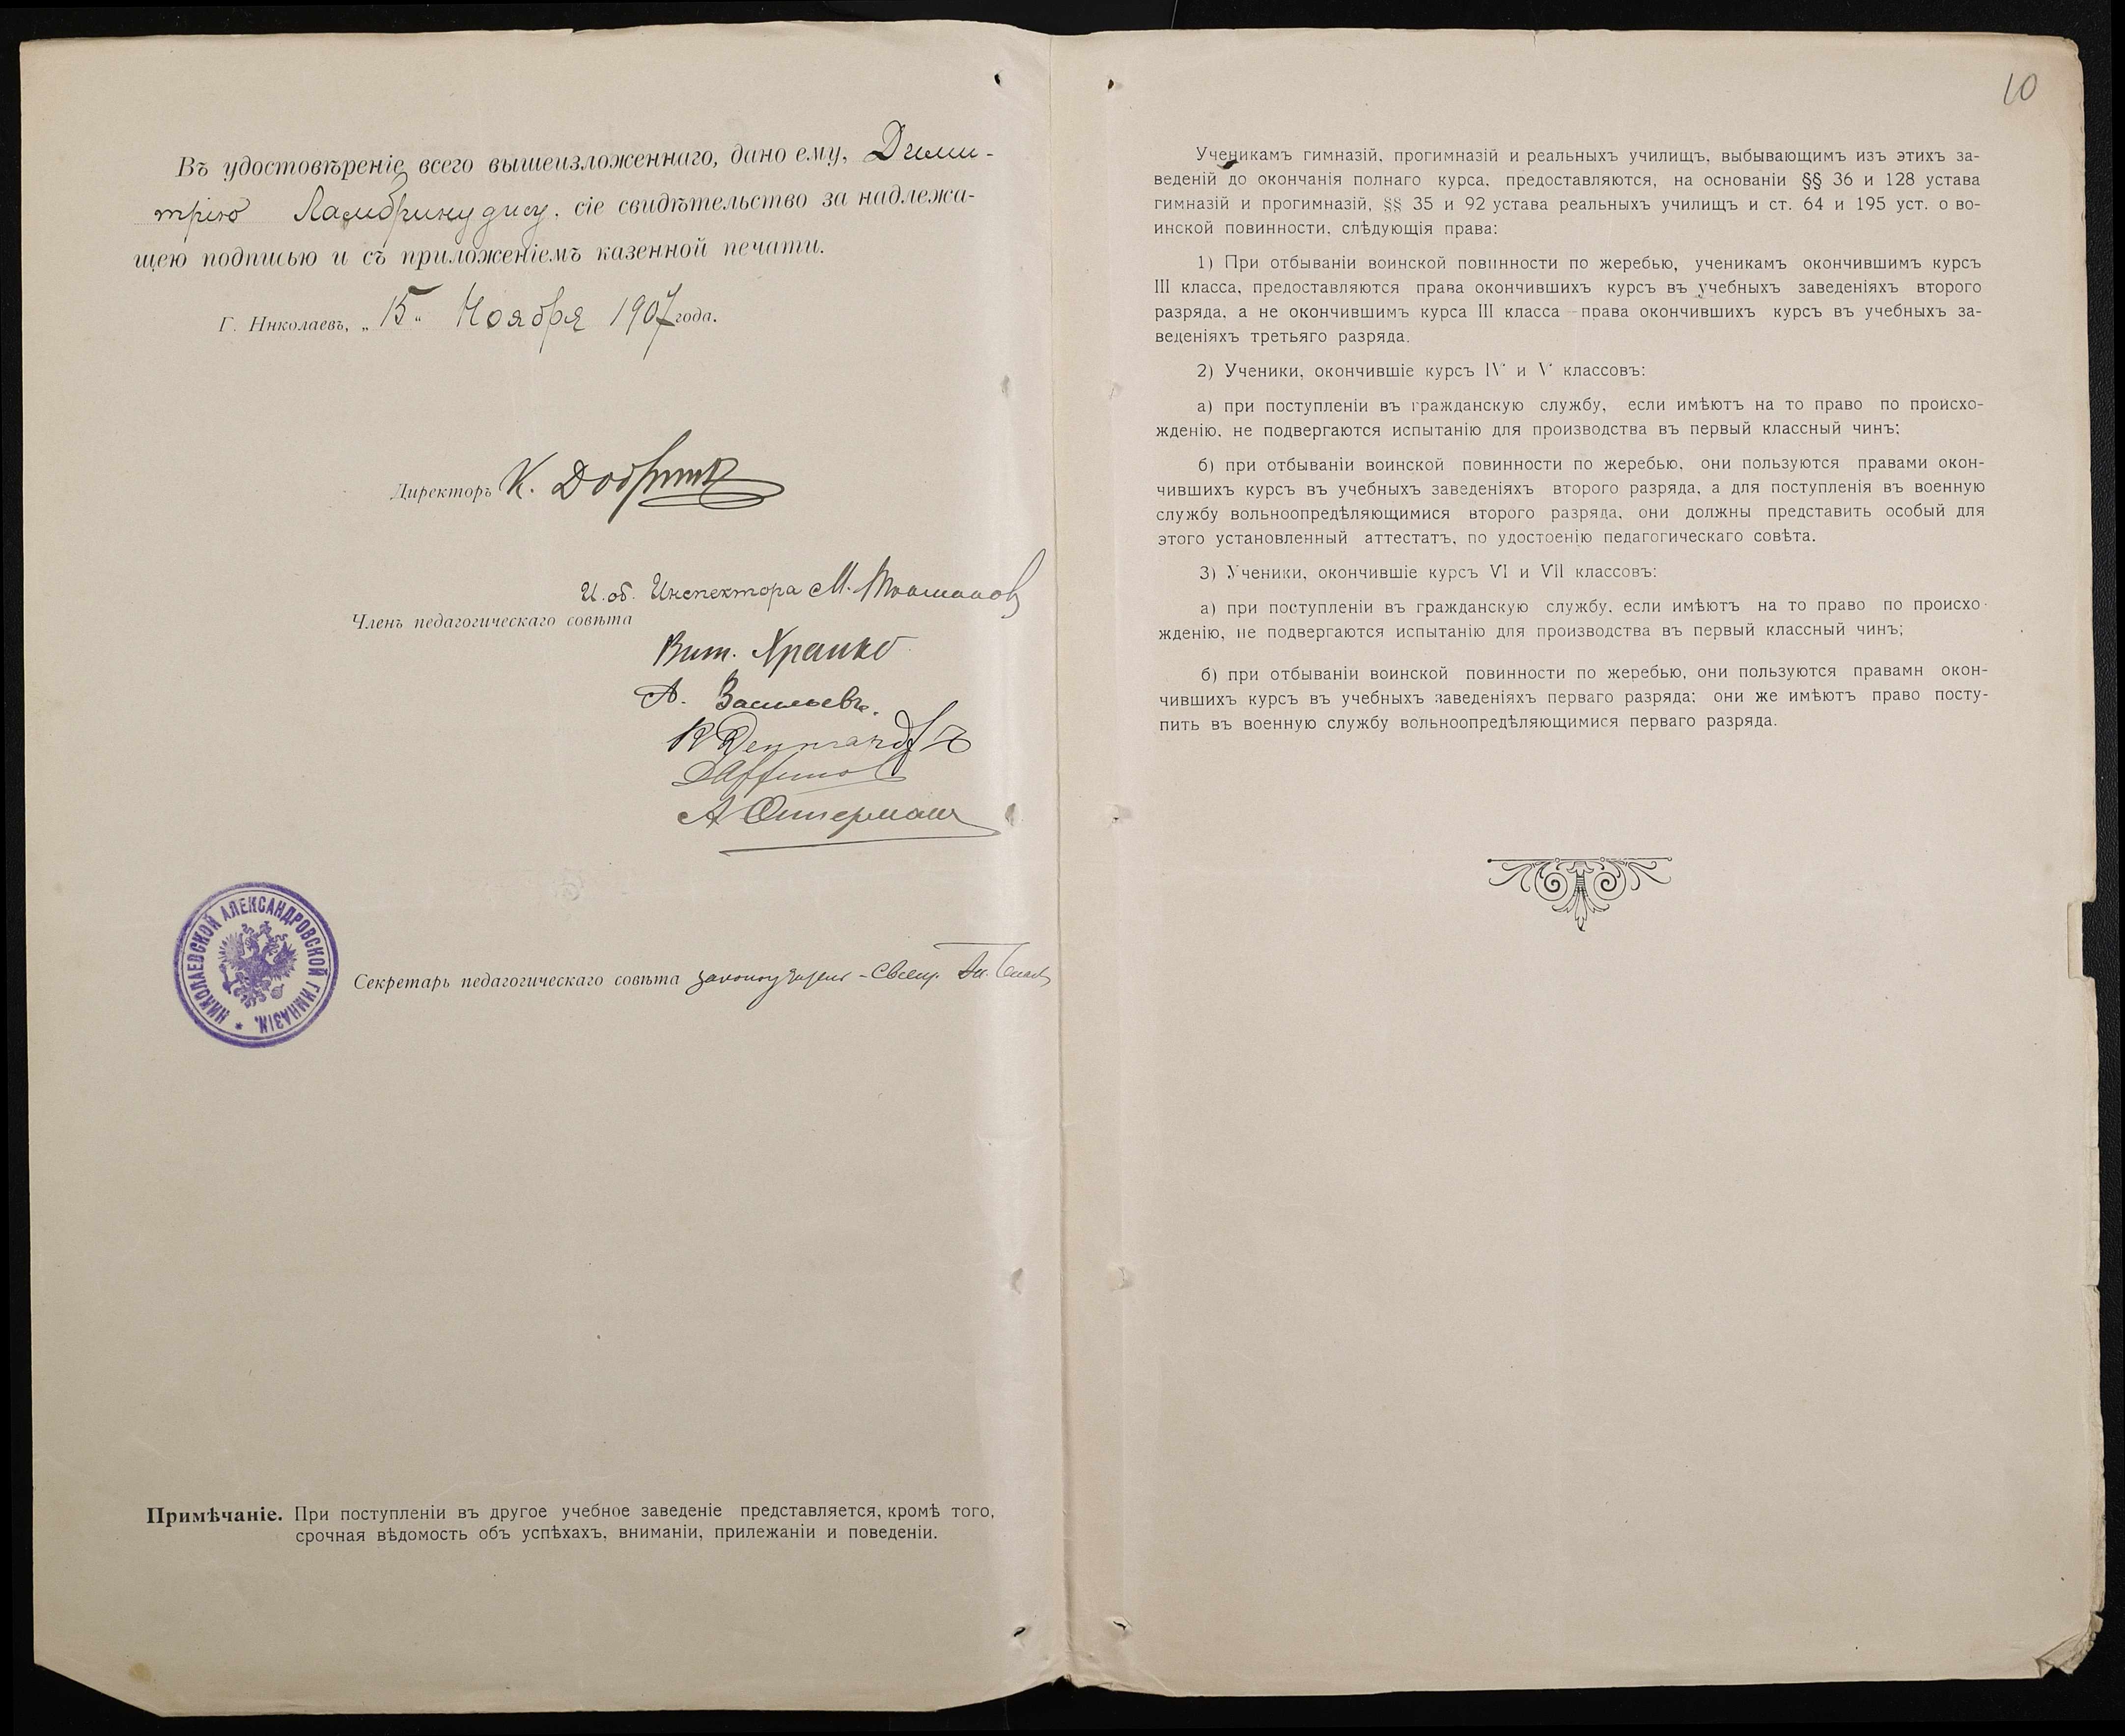 Въ удостовѣреніе всего вышеизложеннаго, дано ему, Дими-
трію Ламбринудису, сіе свидѣтельство за надлежа-
щею подписью и съ приложеніемъ казенной печати.
Г. Николаевъ, „15“ Ноября 1907 года.
Директоръ К.
И. об. Инспектора М.
Членъ педагогическаго совѣта
Вит. Храпко
А. Васильевъ.
А
НИКОЛАЕВСКОЙ АЛЕКСАНДРОВСКОЙ ГИМНАЗІИ. *
Секретарь педагогическаго совѣта законоучитель - Свящ.
Примѣчаніе. При поступленіи въ другое учебное заведеніе представляется, кромѣ того,
срочная вѣдомость объ успѣхахъ, вниманіи, прилежаніи и поведеніи.
10
Ученикамъ гимназій, прогимназій и реальныхъ училищъ, выбывающимъ изъ этихъ за-
веденій до окончанія полнаго курса, предоставляются, на основаніи §§ 36 и 128 устава
гимназій и прогимназій, §§ 35 и 92 устава реальныхъ училищъ и ст. 64 и 195 уст. о во-
инской повинности, слѣдующія права:
1) При отбываніи воинской повинности по жеребью, ученикамъ окончившимъ курсъ
III класса, предоставляются права окончившихъ курсъ въ учебныхъ заведеніяхъ второго
разряда, а не окончившимъ курса III класса – права окончившихъ курсъ въ учебныхъ за-
веденіяхъ третьяго разряда.
2) Ученики, окончившіе курсъ IV и V классовъ:
а) при поступленіи въ гражданскую службу, если имѣютъ на то право по происхо-
жденію, не подвергаются испытанію для производства въ первый классный чинъ;
б) при отбываніи воинской повинности по жеребью, они пользуются правами окон-
чившихъ курсъ въ учебныхъ заведеніяхъ второго разряда, а для поступленія въ военную
службу вольноопредѣляющимися второго разряда, они должны представить особый для
этого установленный аттестатъ, по удостоенію педагогическаго совѣта.
3) Ученики, окончившіе курсъ VI и VII классовъ:
а) при поступленіи въ гражданскую службу, если имѣютъ на то право по происхо-
жденію, не подвергаются испытанію для производства въ первый классный чинъ;
б) при отбываніи воинской повинности по жеребью, они пользуются правамн окон-
чившихъ курсъ въ учебныхъ заведеніяхъ перваго разряда; они же имѣютъ право посту-
пить въ военную службу вольноопредѣляющимися перваго разряда.